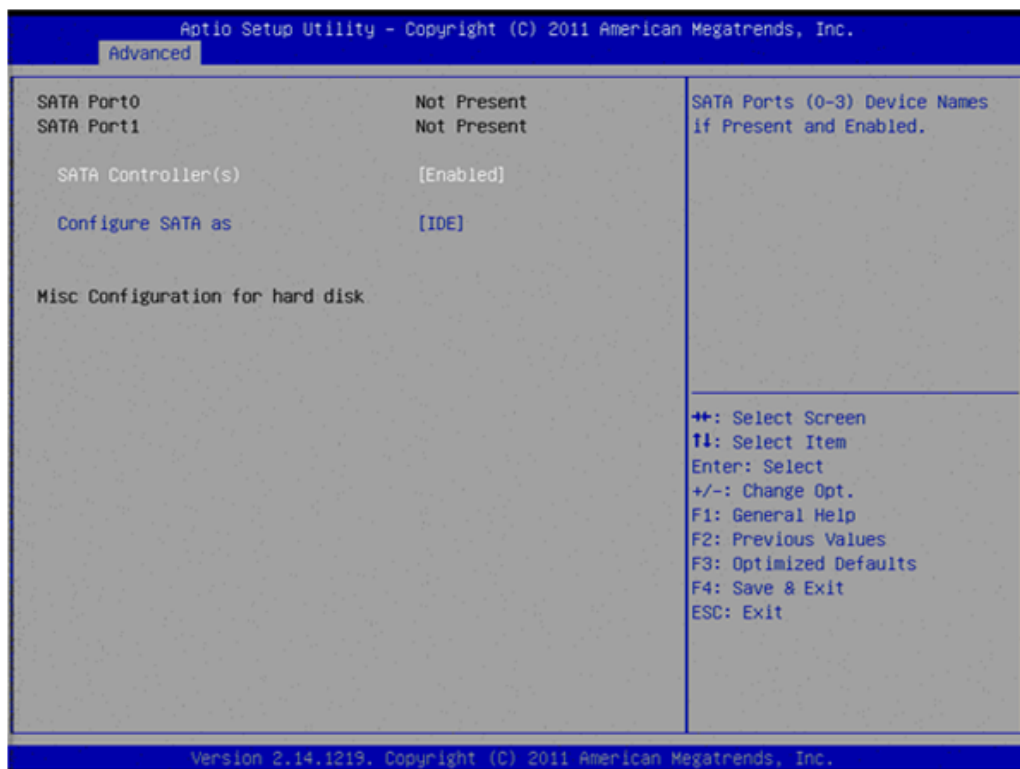 Aptio Setup Utility – Copyright (C) 2011 American Megatrends, Inc.
Advanced
SATA Port0 Not Present
SATA Port1 Not Present
SATA Controller(s) [Enabled]
Configure SATA as [IDE]
Misc Configuration for hard disk
SATA Ports (0-3) Device Names
if Present and Enabled.
→←: Select Screen
↑↓: Select Item
Enter: Select
+/-: Change Opt.
F1: General Help
F2: Previous Values
F3: Optimized Defaults
F4: Save & Exit
ESC: Exit
Version 2.14.1219. Copyright (C) 2011 American Megatrends, Inc.